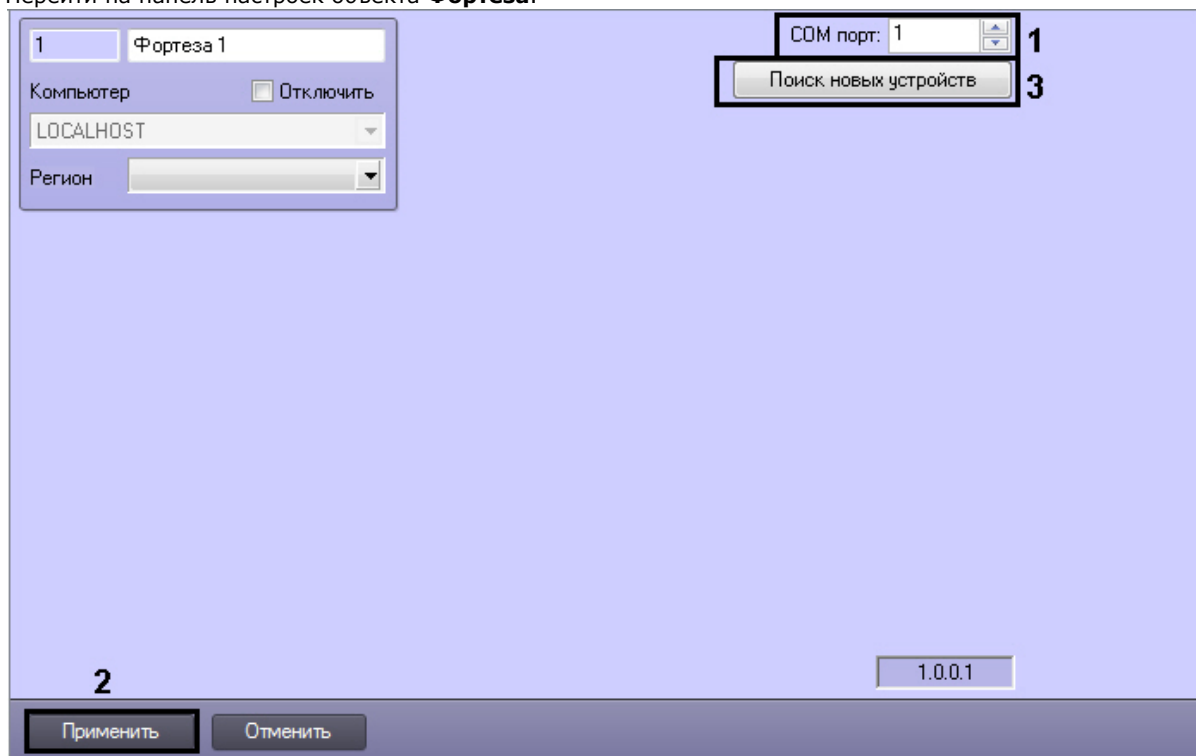 Перейти на панель настроек объекта Фортеза.
1 Фортеза 1
COM порт: 1
1
Поиск новых устройств
3
Компьютер Отключить
LOCALHOST
Регион
1.0.0.1
2
Применить Отменить